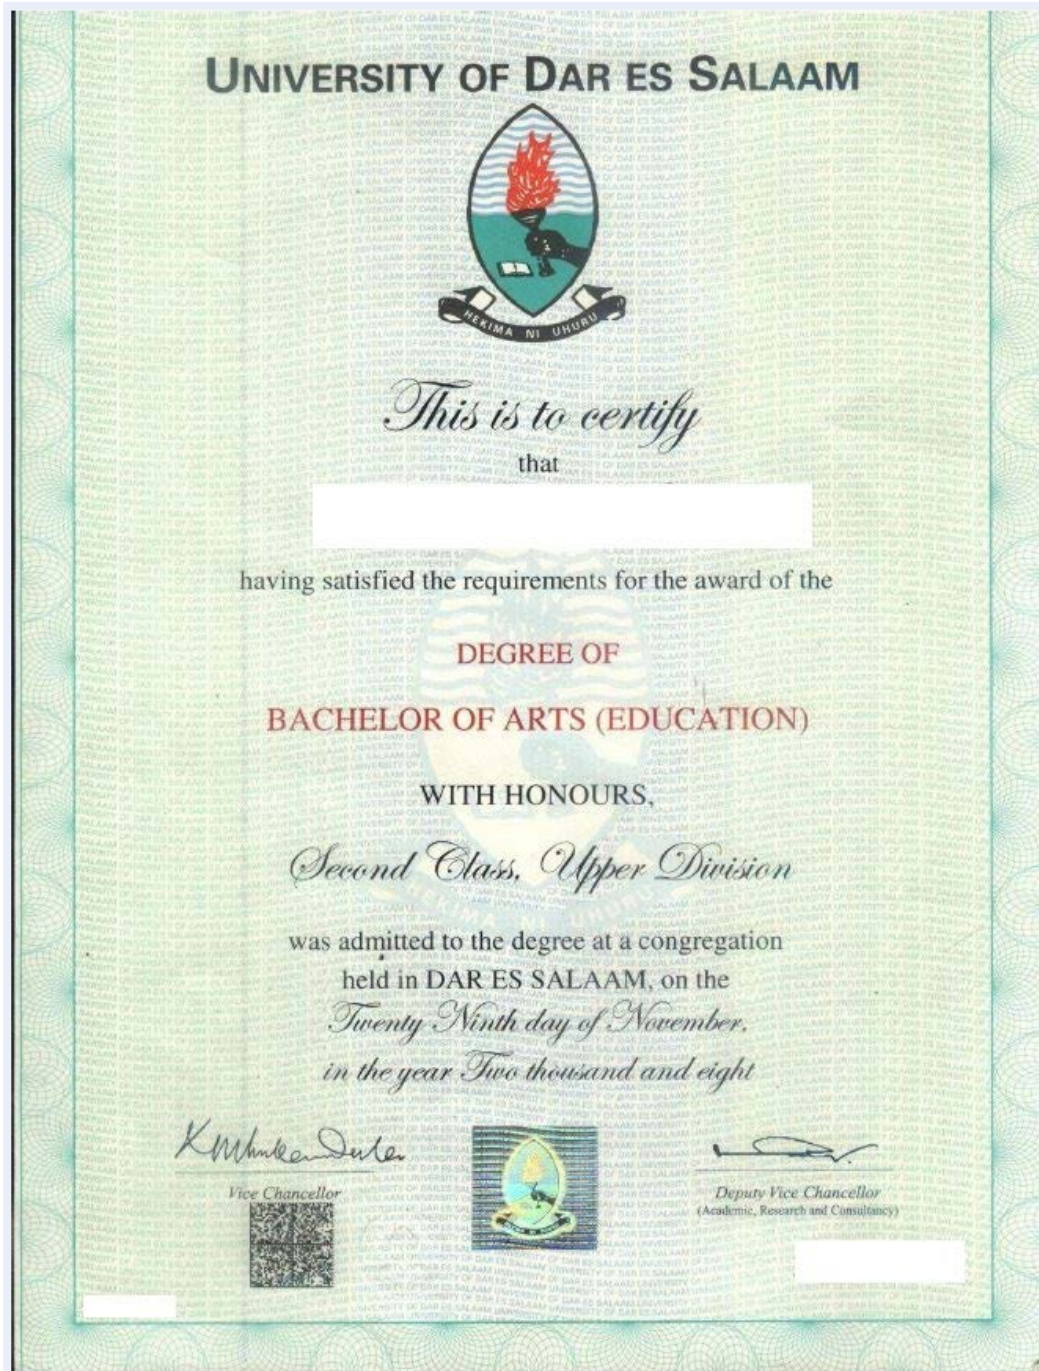 UNIVERSITY OF DAR ES SALAAM
HEKIMA NI UHURU
This is to certify
that
having satisfied the requirements for the award of the
DEGREE OF
BACHELOR OF ARTS (EDUCATION)
WITH HONOURS,
Second Class, Upper Division
was admitted to the degree at a congregation
held in DAR ES SALAAM, on the
Twenty Ninth day of November,
in the year Two thousand and eight
Vice Chancellor
Deputy Vice Chancellor
(Academic, Research and Consultancy)